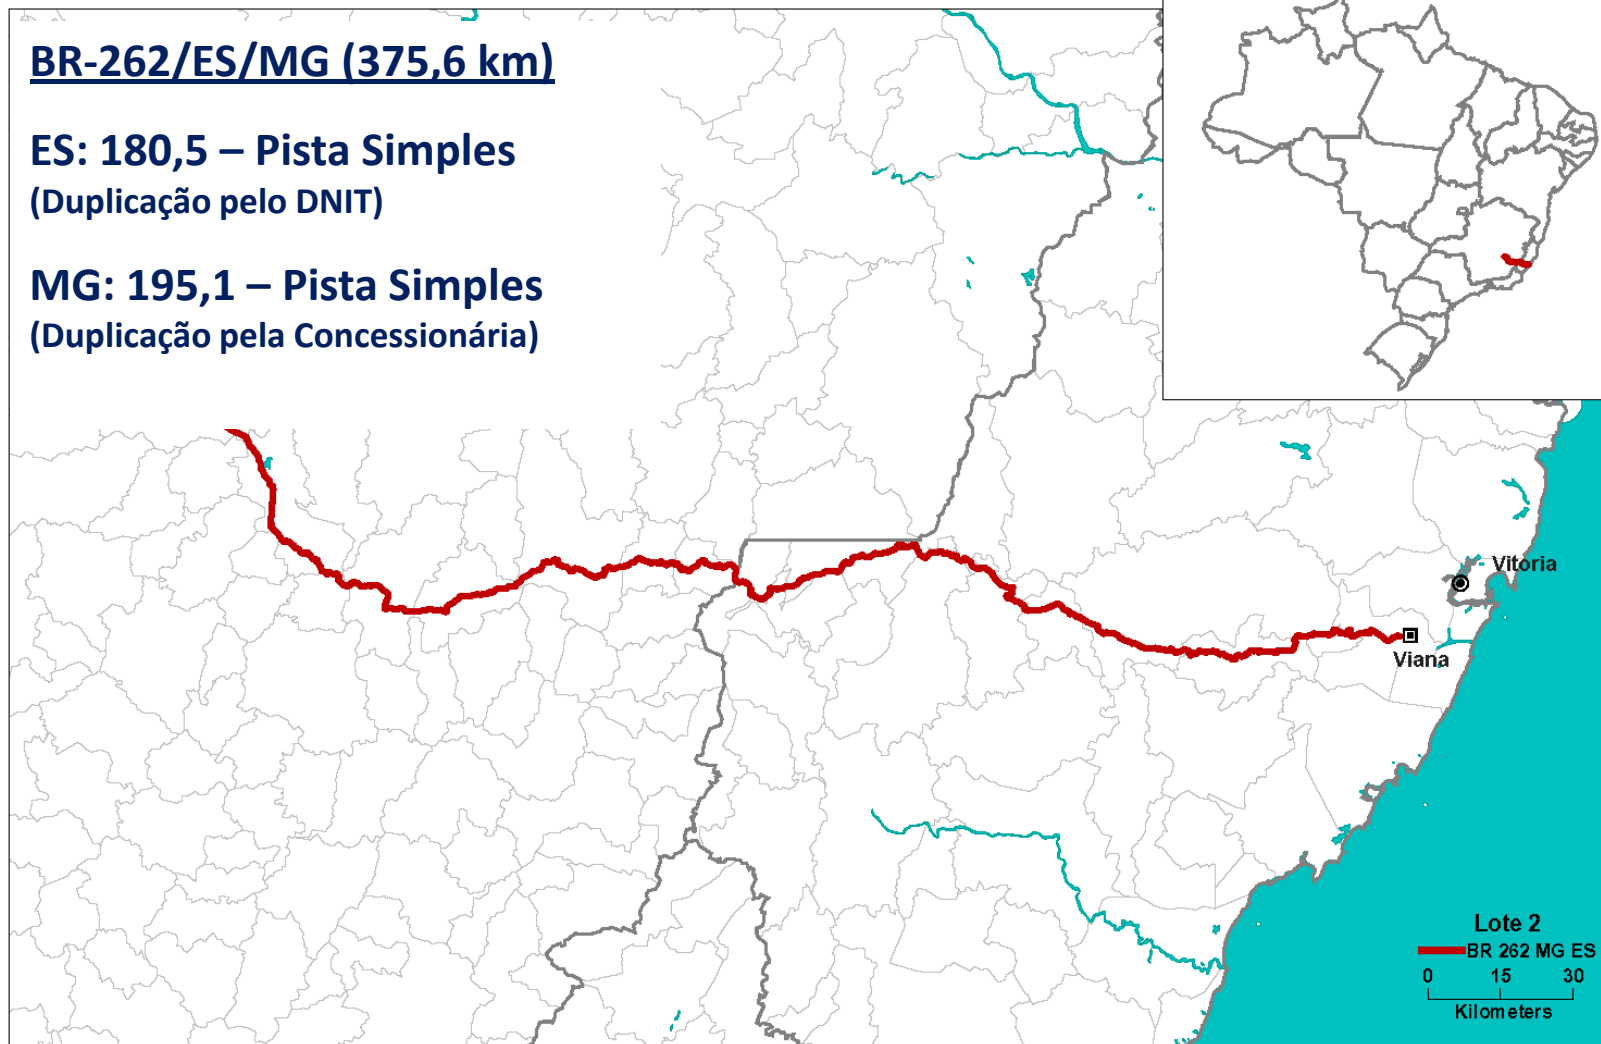 BR-262/ES/MG (375,6 km)
ES: 180,5 – Pista Simples
(Duplicação pelo DNIT)
MG: 195,1 – Pista Simples
(Duplicação pela Concessionária)
Vitoria
Viana
Lote 2
BR 262 MG ES
0 15 30
Kilometers